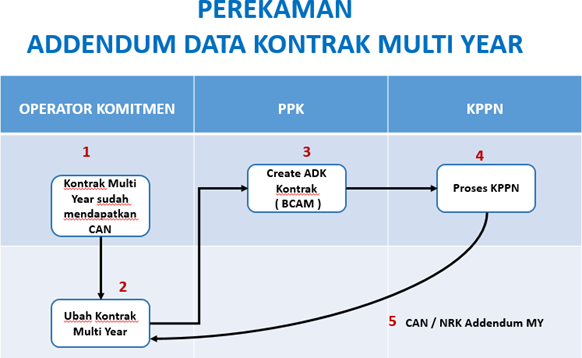 PEREKAMAN
ADDENDUM DATA KONTRAK MULTI YEAR
OPERATOR KOMITMEN
PPK
KPPN
1
Kontrak Multi
Year sudah
mendapatkan
CAN
2
Ubah Kontrak
Multi Year
3
Create ADK
Kontrak
( BCAM )
4
Proses KPPN
5 CAN / NRK Addendum MY